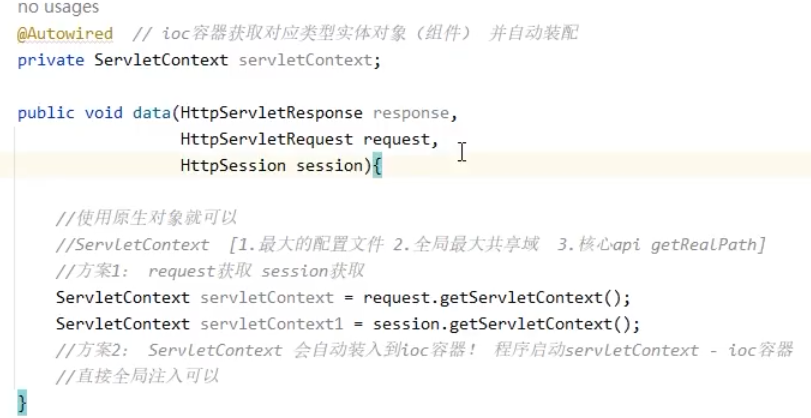 no usages
@Autowired  // ioc容器获取对应类型实体对象（组件） 并自动装配
private ServletContext servletContext;
public void data(HttpServletResponse response,
HttpServletRequest request,
HttpSession session){
//使用原生对象就可以
//ServletContext  [1.最大的配置文件 2.全局最大共享域  3.核心api getRealPath]
//方案1： request获取 session获取
ServletContext servletContext = request.getServletContext();
ServletContext servletContext1 = session.getServletContext();
//方案2： ServletContext 会自动装入到ioc容器！ 程序启动servletContext - ioc容器
//直接全局注入可以
}